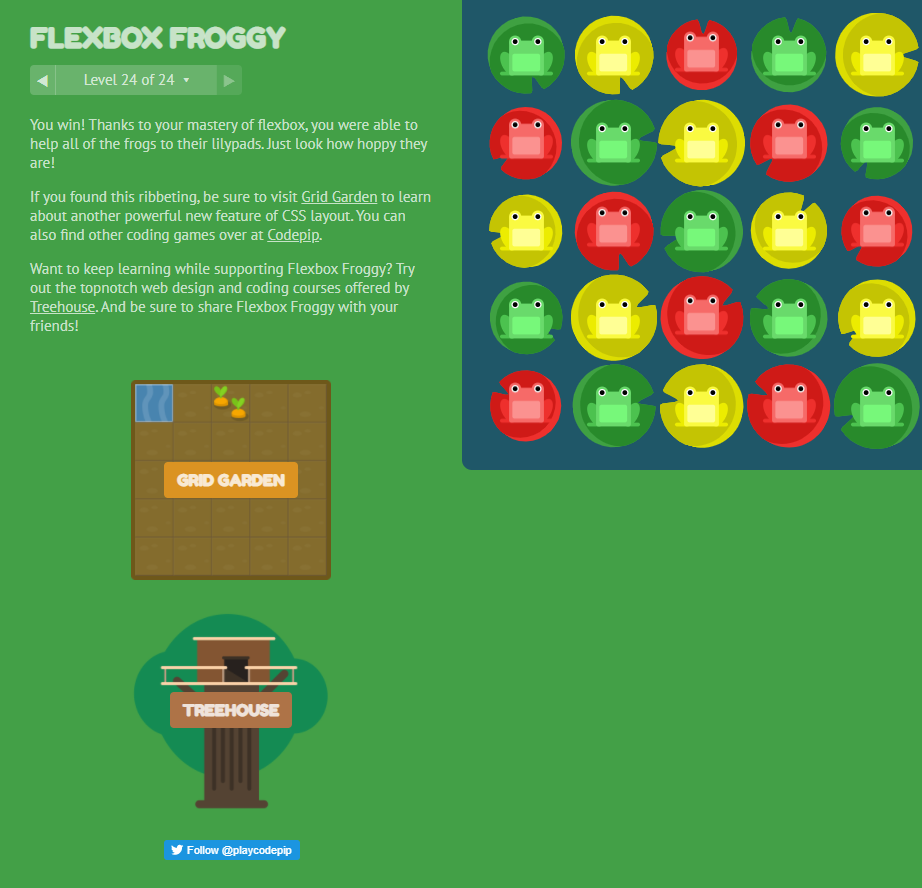 FLEXBOX FROGGY
Level 24 of 24
You win! Thanks to your mastery of flexbox, you were able to
help all of the frogs to their lilypads. Just look how hoppy they
are!
If you found this ribbeting, be sure to visit Grid Garden to learn
about another powerful new feature of CSS layout. You can
also find other coding games over at Codepip.
Want to keep learning while supporting Flexbox Froggy? Try
out the topnotch web design and coding courses offered by
Treehouse. And be sure to share Flexbox Froggy with your
friends!
GRID GARDEN
TREEHOUSE
Follow @playcodepip